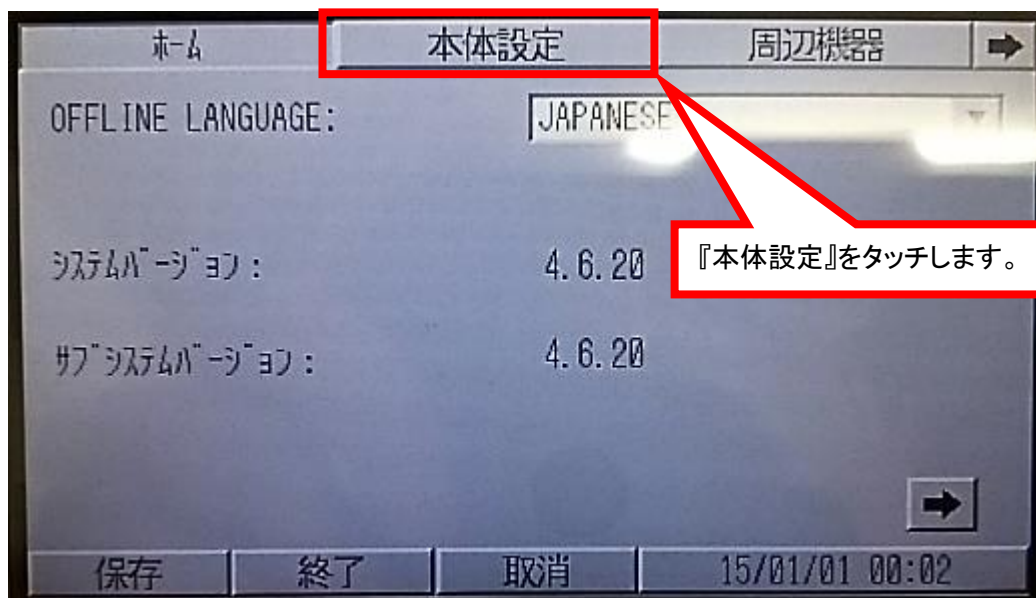 ﾎｰﾑ 本体設定 周辺機器
OFFLINE LANGUAGE: JAPANESE
ｼｽﾃﾑﾊﾞｰｼﾞｮﾝ: 4.6.20
『本体設定』をタッチします。
ｻﾌﾞｼｽﾃﾑﾊﾞｰｼﾞｮﾝ: 4.6.20
保存 終了 取消 15/01/01 00:02